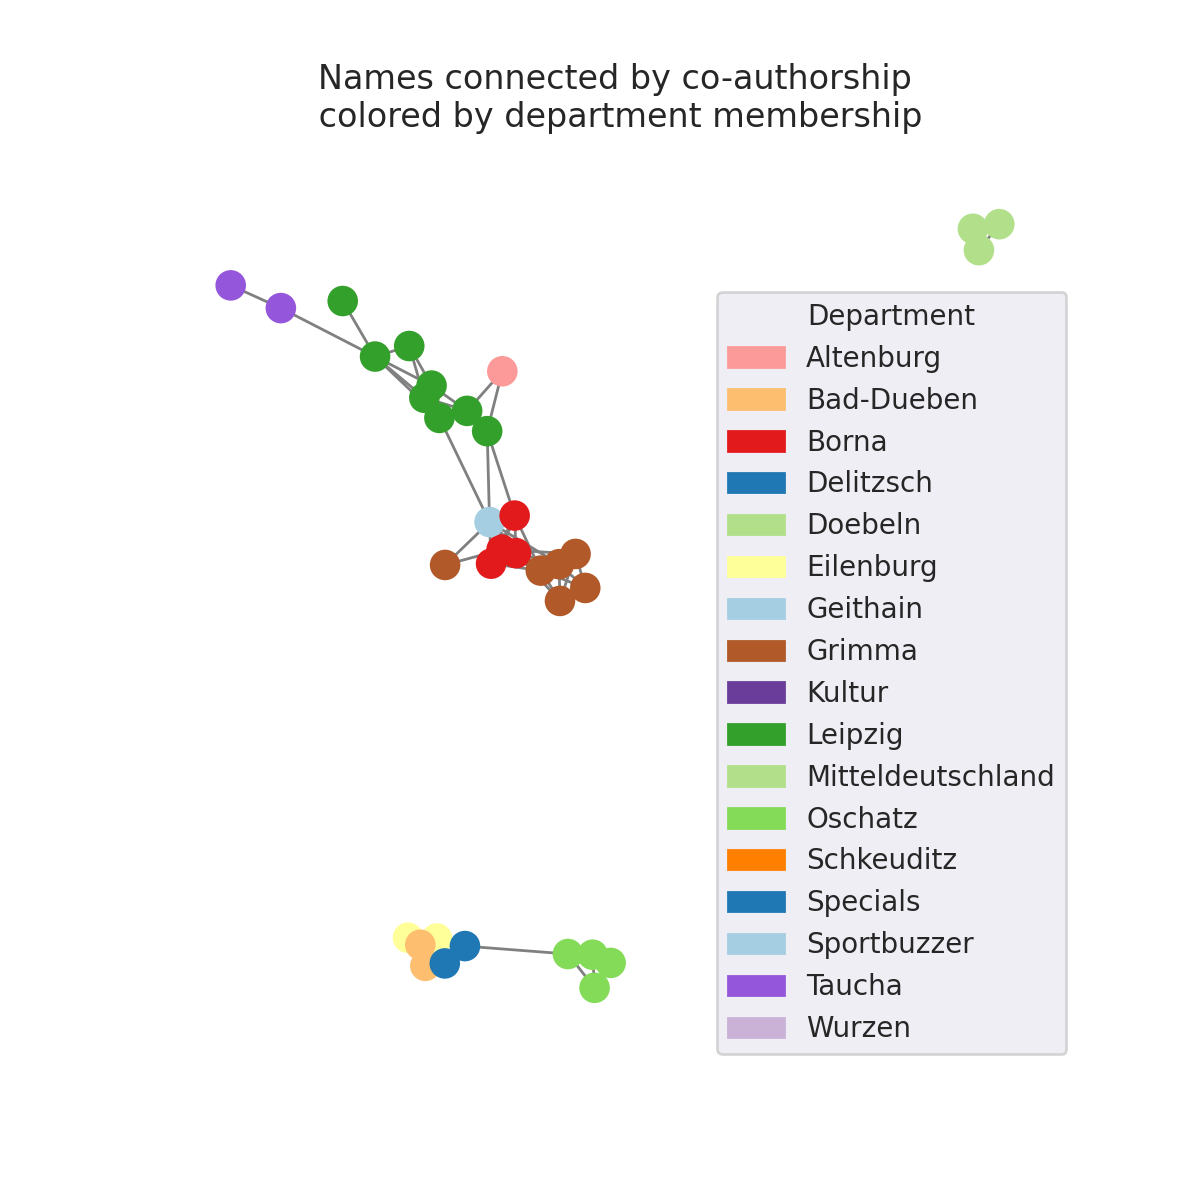 Names connected by co-authorship
colored by department membership
Department
Altenburg
Bad-Dueben
Borna
Delitzsch
Doebeln
Eilenburg
Geithain
Grimma
Kultur
Leipzig
Mitteldeutschland
Oschatz
Schkeuditz
Specials
Sportbuzzer
Taucha
Wurzen